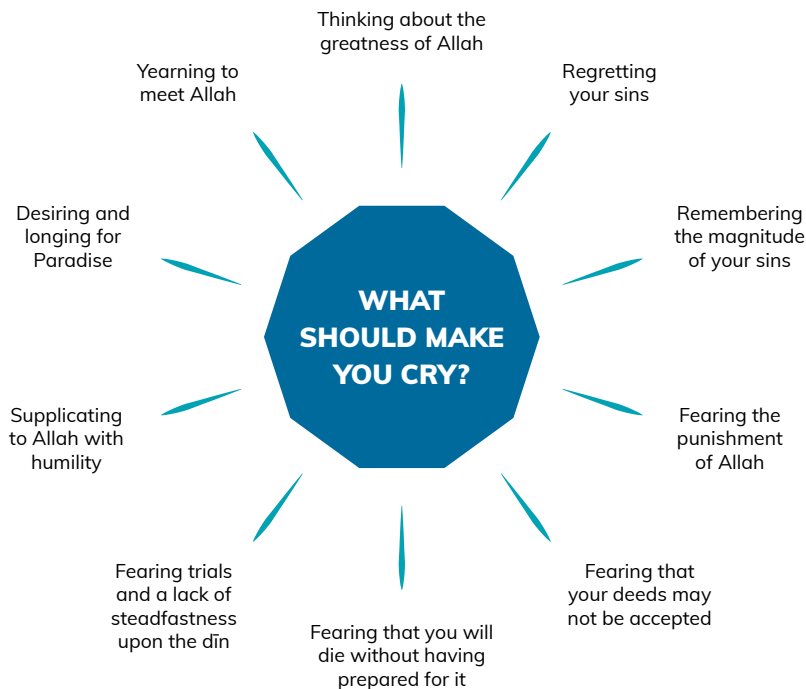 Thinking about the
greatness of Allah
Regretting
your sins
Remembering
the magnitude
of your sins
Fearing the
punishment
of Allah
Fearing that
your deeds may
not be accepted
Fearing that you will
die without having
prepared for it
Fearing trials
and a lack of
steadfastness
upon the dīn
Supplicating
to Allah with
humility
Desiring and
longing for
Paradise
Yearning to
meet Allah
WHAT
SHOULD MAKE
YOU CRY?